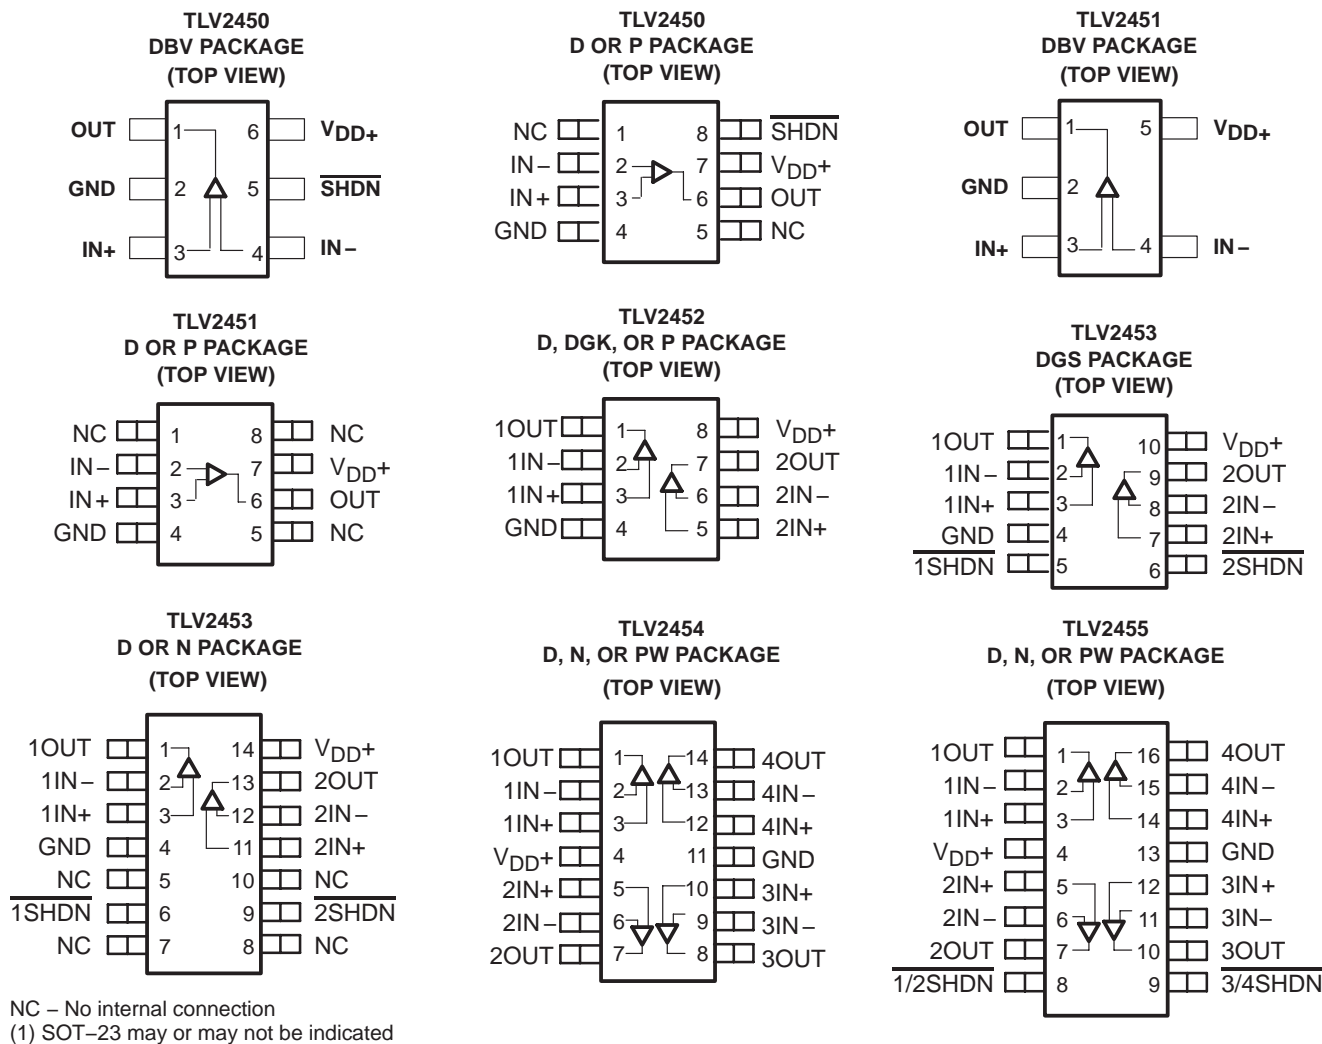 TLV2450
DBV PACKAGE
(TOP VIEW)
OUT 1 6 VDD+
GND 2 5 SHDN
IN+ 3 4 IN−
TLV2450
D OR P PACKAGE
(TOP VIEW)
NC 1 8 SHDN
IN− 2 7 VDD+
IN+ 3 6 OUT
GND 4 5 NC
TLV2451
DBV PACKAGE
(TOP VIEW)
OUT 1 5 VDD+
GND 2
IN+ 3 4 IN−
TLV2451
D OR P PACKAGE
(TOP VIEW)
NC 1 8 NC
IN− 2 7 VDD+
IN+ 3 6 OUT
GND 4 5 NC
TLV2452
D, DGK, OR P PACKAGE
(TOP VIEW)
1OUT 1 8 VDD+
1IN− 2 7 2OUT
1IN+ 3 6 2IN−
GND 4 5 2IN+
TLV2453
DGS PACKAGE
(TOP VIEW)
1OUT 1 10 VDD+
1IN− 2 9 2OUT
1IN+ 3 8 2IN−
GND 4 7 2IN+
1SHDN 5 6 2SHDN
TLV2453
D OR N PACKAGE
(TOP VIEW)
1OUT 1 14 VDD+
1IN− 2 13 2OUT
1IN+ 3 12 2IN−
GND 4 11 2IN+
NC 5 10 NC
1SHDN 6 9 2SHDN
NC 7 8 NC
TLV2454
D, N, OR PW PACKAGE
(TOP VIEW)
1OUT 1 14 4OUT
1IN− 2 13 4IN−
1IN+ 3 12 4IN+
VDD+ 4 11 GND
2IN+ 5 10 3IN+
2IN− 6 9 3IN−
2OUT 7 8 3OUT
TLV2455
D, N, OR PW PACKAGE
(TOP VIEW)
1OUT 1 16 4OUT
1IN− 2 15 4IN−
1IN+ 3 14 4IN+
VDD+ 4 13 GND
2IN+ 5 12 3IN+
2IN− 6 11 3IN−
2OUT 7 10 3OUT
1/2SHDN 8 9 3/4SHDN
NC − No internal connection
(1) SOT−23 may or may not be indicated